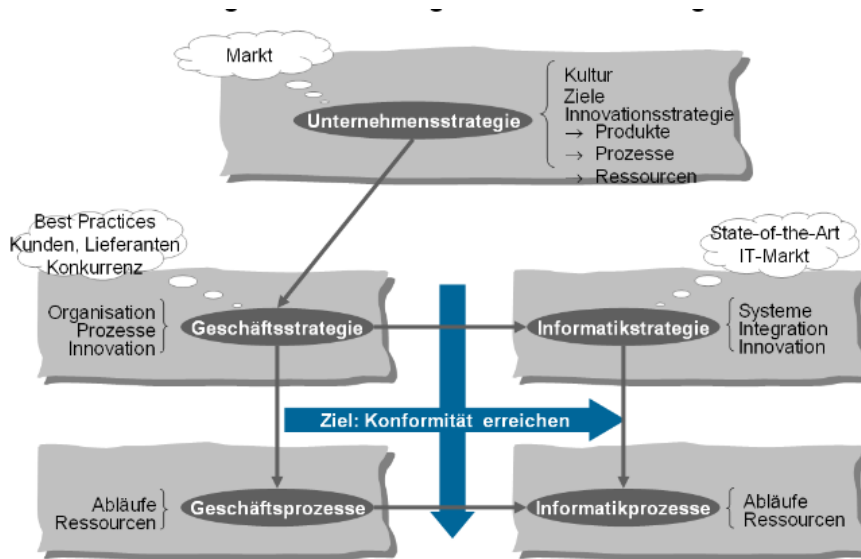 Markt
Unternehmensstrategie
Kultur
Ziele
Innovationsstrategie
→ Produkte
→ Prozesse
→ Ressourcen
Best Practices
Kunden, Lieferanten
Konkurrenz
State-of-the-Art
IT-Markt
Organisation
Prozesse
Innovation
Geschäftsstrategie
Informatikstrategie
Systeme
Integration
Innovation
Ziel: Konformität erreichen
Abläufe
Ressourcen
Geschäftsprozesse
Informatikprozesse
Abläufe
Ressourcen